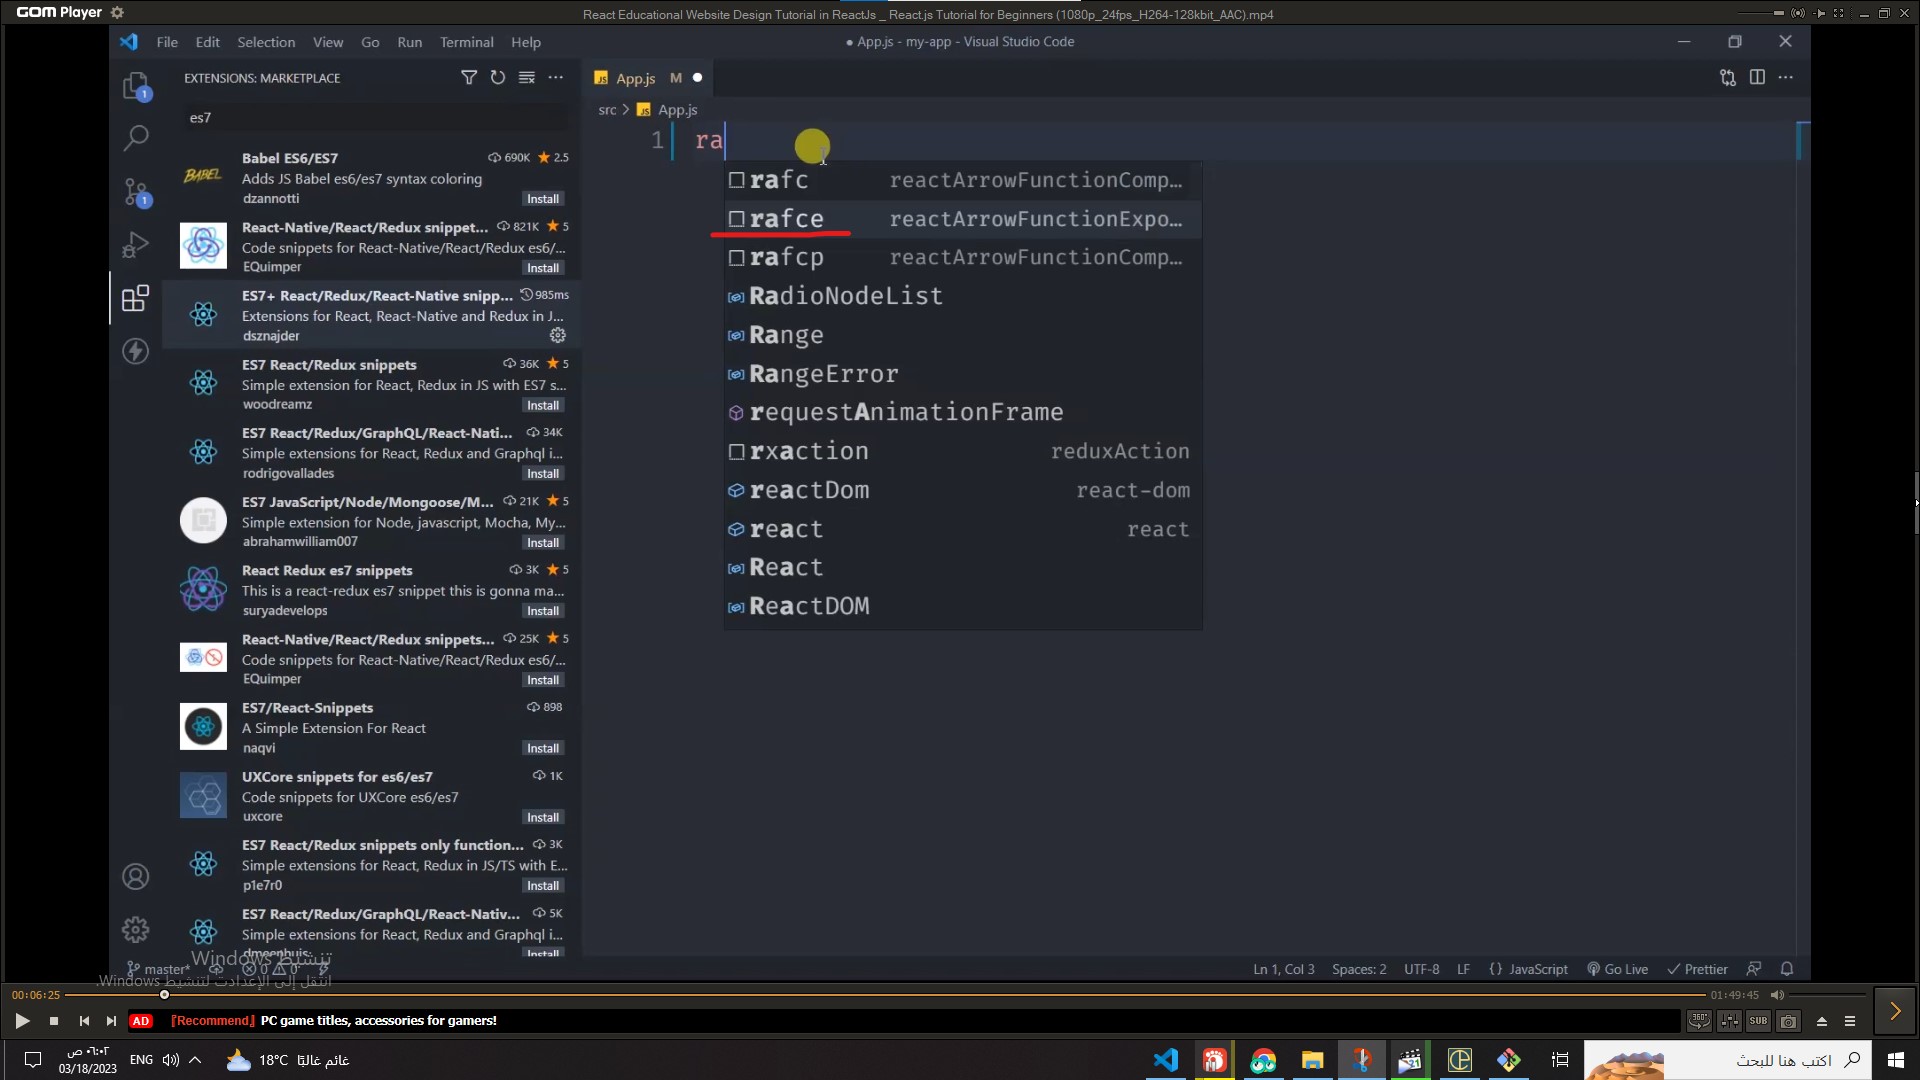 GOM Player
React Educational Website Design Tutorial in ReactJs _ React.js Tutorial for Beginners (1080p_24fps_H264-128kbit_AAC).mp4
File Edit Selection View Go Run Terminal Help
● App.js - my-app - Visual Studio Code
EXTENSIONS: MARKETPLACE
App.js M
es7
src > App.js
1 ra
Babel ES6/ES7 690K 2.5
Adds JS Babel es6/es7 syntax coloring
dzannotti Install
React-Native/React/Redux snippet... 821K 5
Code snippets for React-Native/React/Redux es6/...
EQuimper Install
ES7+ React/Redux/React-Native snipp... 985ms
Extensions for React, React-Native and Redux in J...
dsznajder
ES7 React/Redux snippets 36K 5
Simple extension for React, Redux in JS with ES7 s...
woodreamz Install
ES7 React/Redux/GraphQL/React-Nati... 34K
Simple extensions for React, Redux and Graphql i...
rodrigovallades Install
ES7 JavaScript/Node/Mongoose/M... 21K 5
Simple extension for Node, javascript, Mocha, My...
abrahamwilliam007 Install
React Redux es7 snippets 3K 5
This is a react-redux es7 snippet this is gonna ma...
suryadevelops Install
React-Native/React/Redux snippets... 25K 5
Code snippets for React-Native/React/Redux es6/...
EQuimper Install
ES7/React-Snippets 898
A Simple Extension For React
naqvi Install
UXCore snippets for es6/es7 1K
Code snippets for UXCore es6/es7
uxcore Install
ES7 React/Redux snippets only function... 3K
Simple extensions for React, Redux in JS/TS with E...
p1e7r0 Install
ES7 React/Redux/GraphQL/React-Nativ... 5K
Simple extensions for React, Redux and Graphql i...
dmeenhuis Install
rafc reactArrowFunctionComp...
rafce reactArrowFunctionExpo...
rafcp reactArrowFunctionComp...
RadioNodeList
Range
RangeError
requestAnimationFrame
rxaction reduxAction
reactDom react-dom
react react
React
ReactDOM
تنشيط Windows
انتقل إلى الإعدادات لتنشيط Windows.
master* 0 0
Ln 1, Col 3 Spaces: 2 UTF-8 LF {} JavaScript Go Live Prettier
00:06:25 01:49:45
AD 『Recommend』 PC game titles, accessories for gamers!
360° SUB
٠٦:٠٢ ص
03/18/2023
ENG
18°C غائم غالبًا
اكتب هنا للبحث